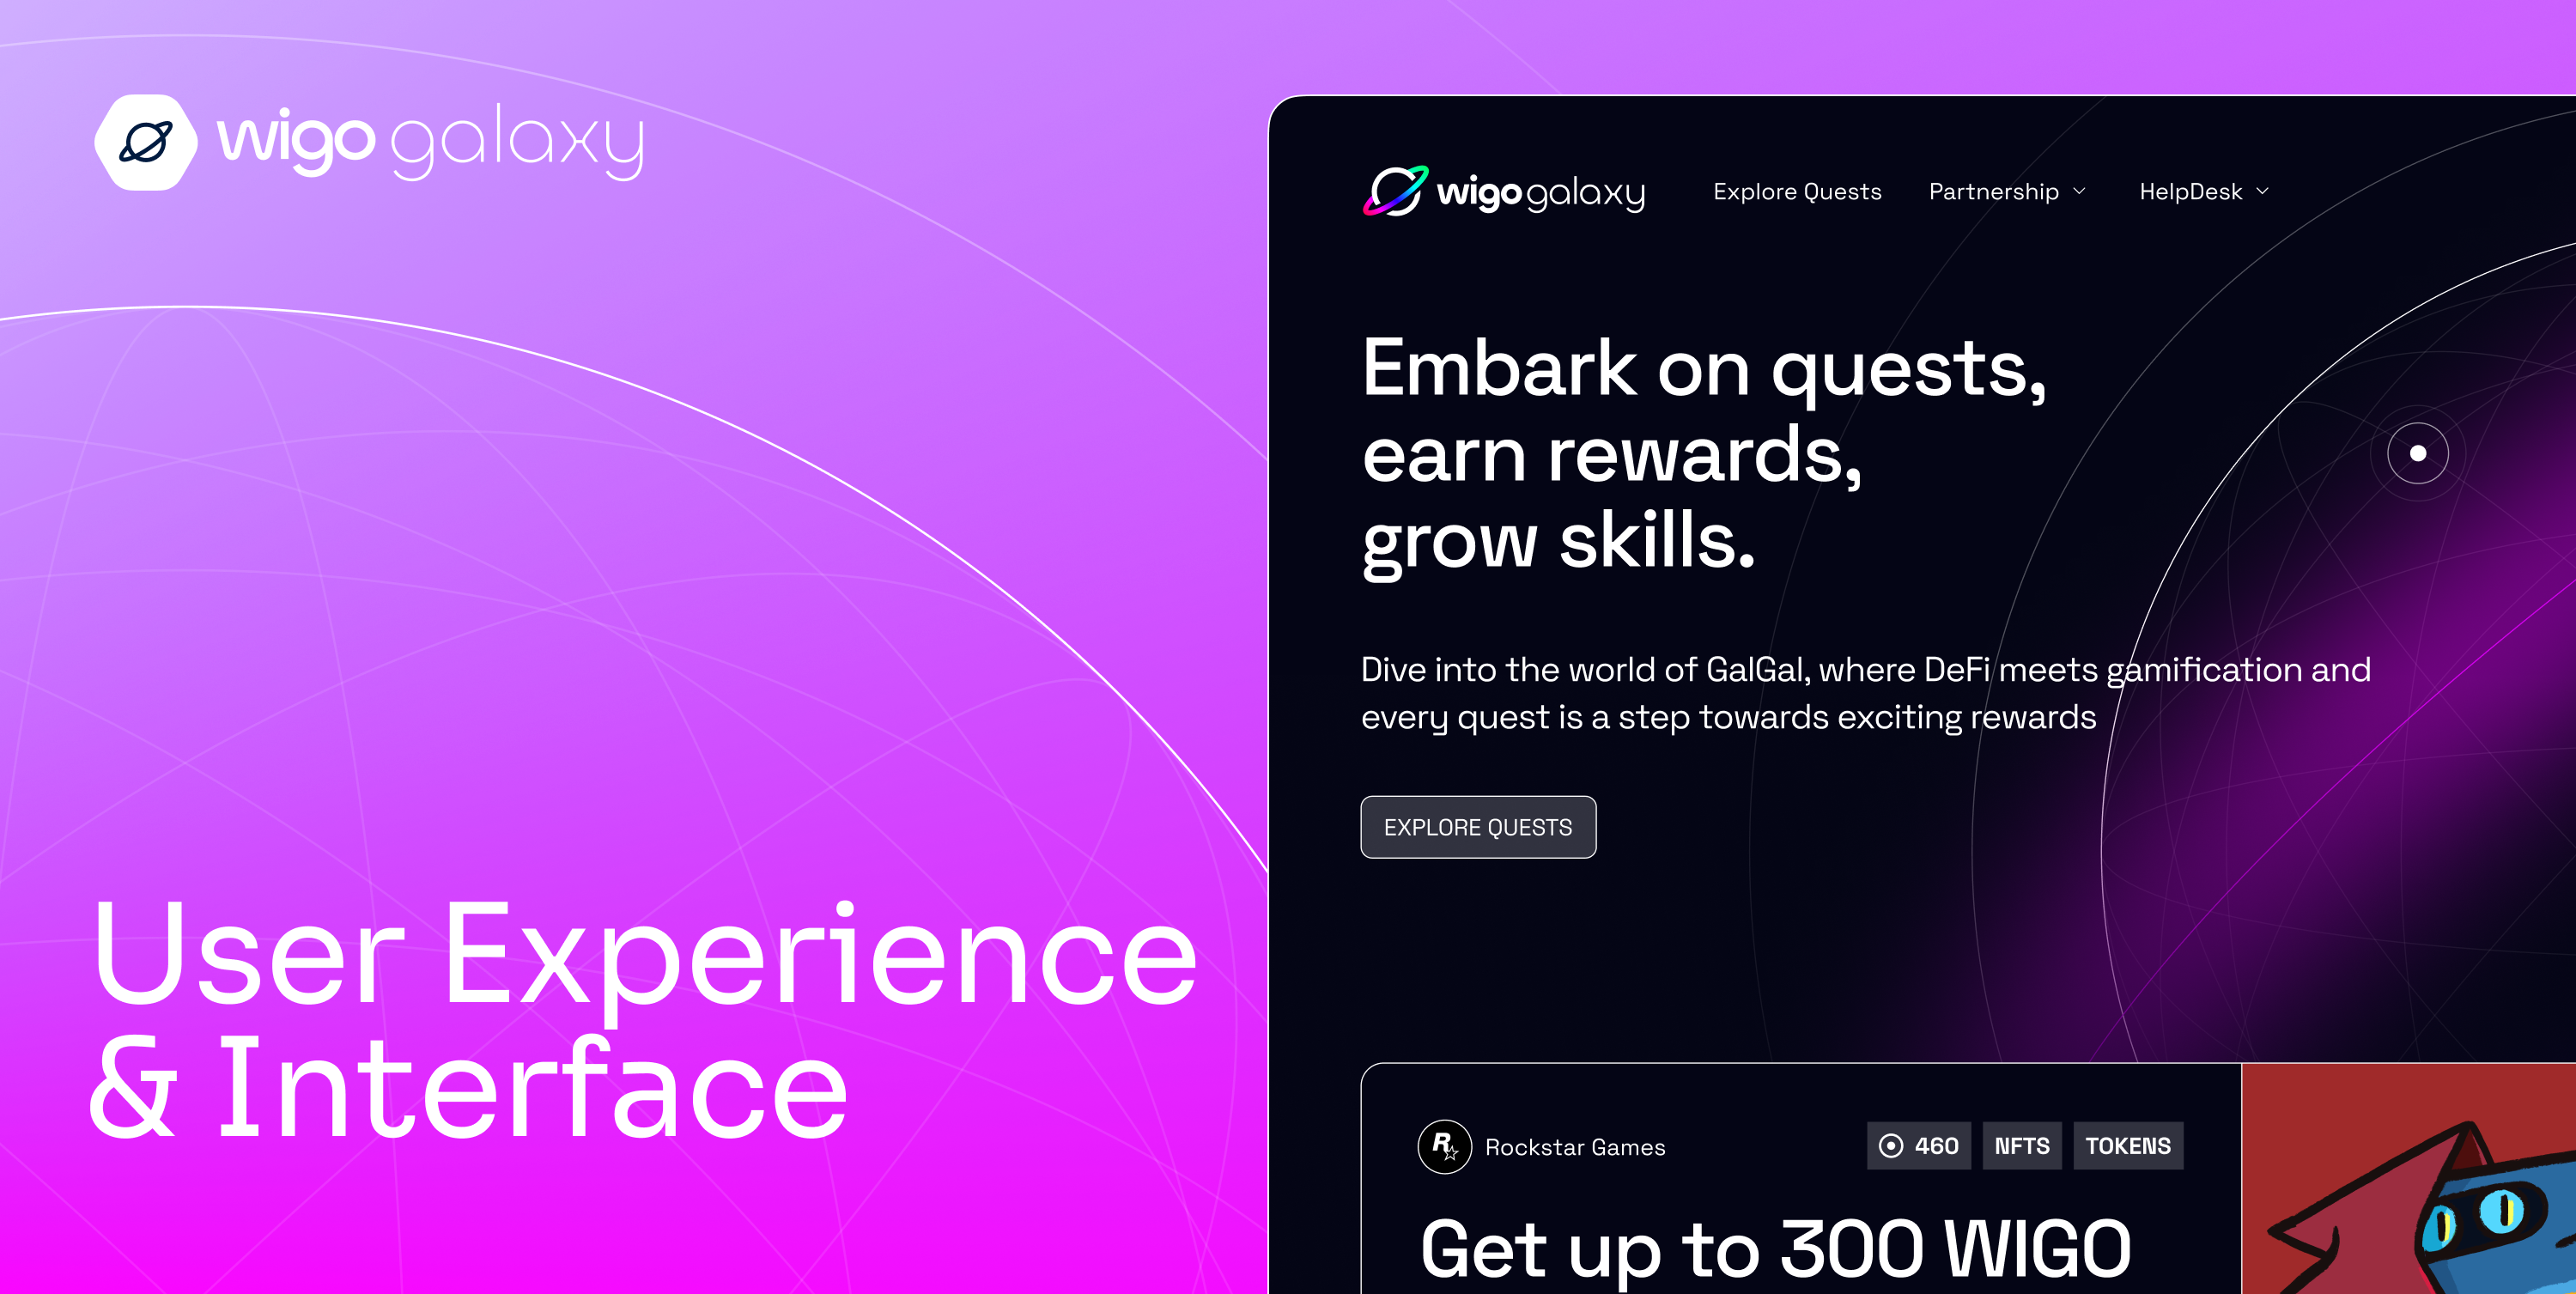 wigo galaxy
User Experience
& Interface
wigo galaxy
Explore Quests
Partnership
HelpDesk
Embark on quests,
earn rewards,
grow skills.
Dive into the world of GalGal, where DeFi meets gamification and
every quest is a step towards exciting rewards
EXPLORE QUESTS
R
Rockstar Games
460
NFTS
TOKENS
Get up to 300 WIGO